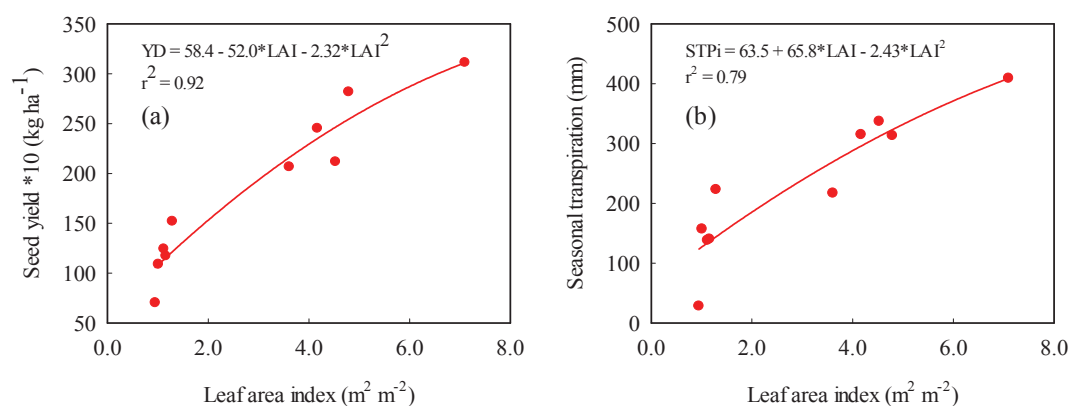 YD = 58.4 - 52.0*LAI - 2.32*LAI²
r² = 0.92
(a)
Seed yield *10 (kg ha⁻¹)
350
300
250
200
150
100
50
0.0 2.0 4.0 6.0 8.0
Leaf area index (m² m⁻²)
STPi = 63.5 + 65.8*LAI - 2.43*LAI²
r² = 0.79
(b)
Seasonal transpiration (mm)
500
400
300
200
100
0
0.0 2.0 4.0 6.0 8.0
Leaf area index (m² m⁻²)